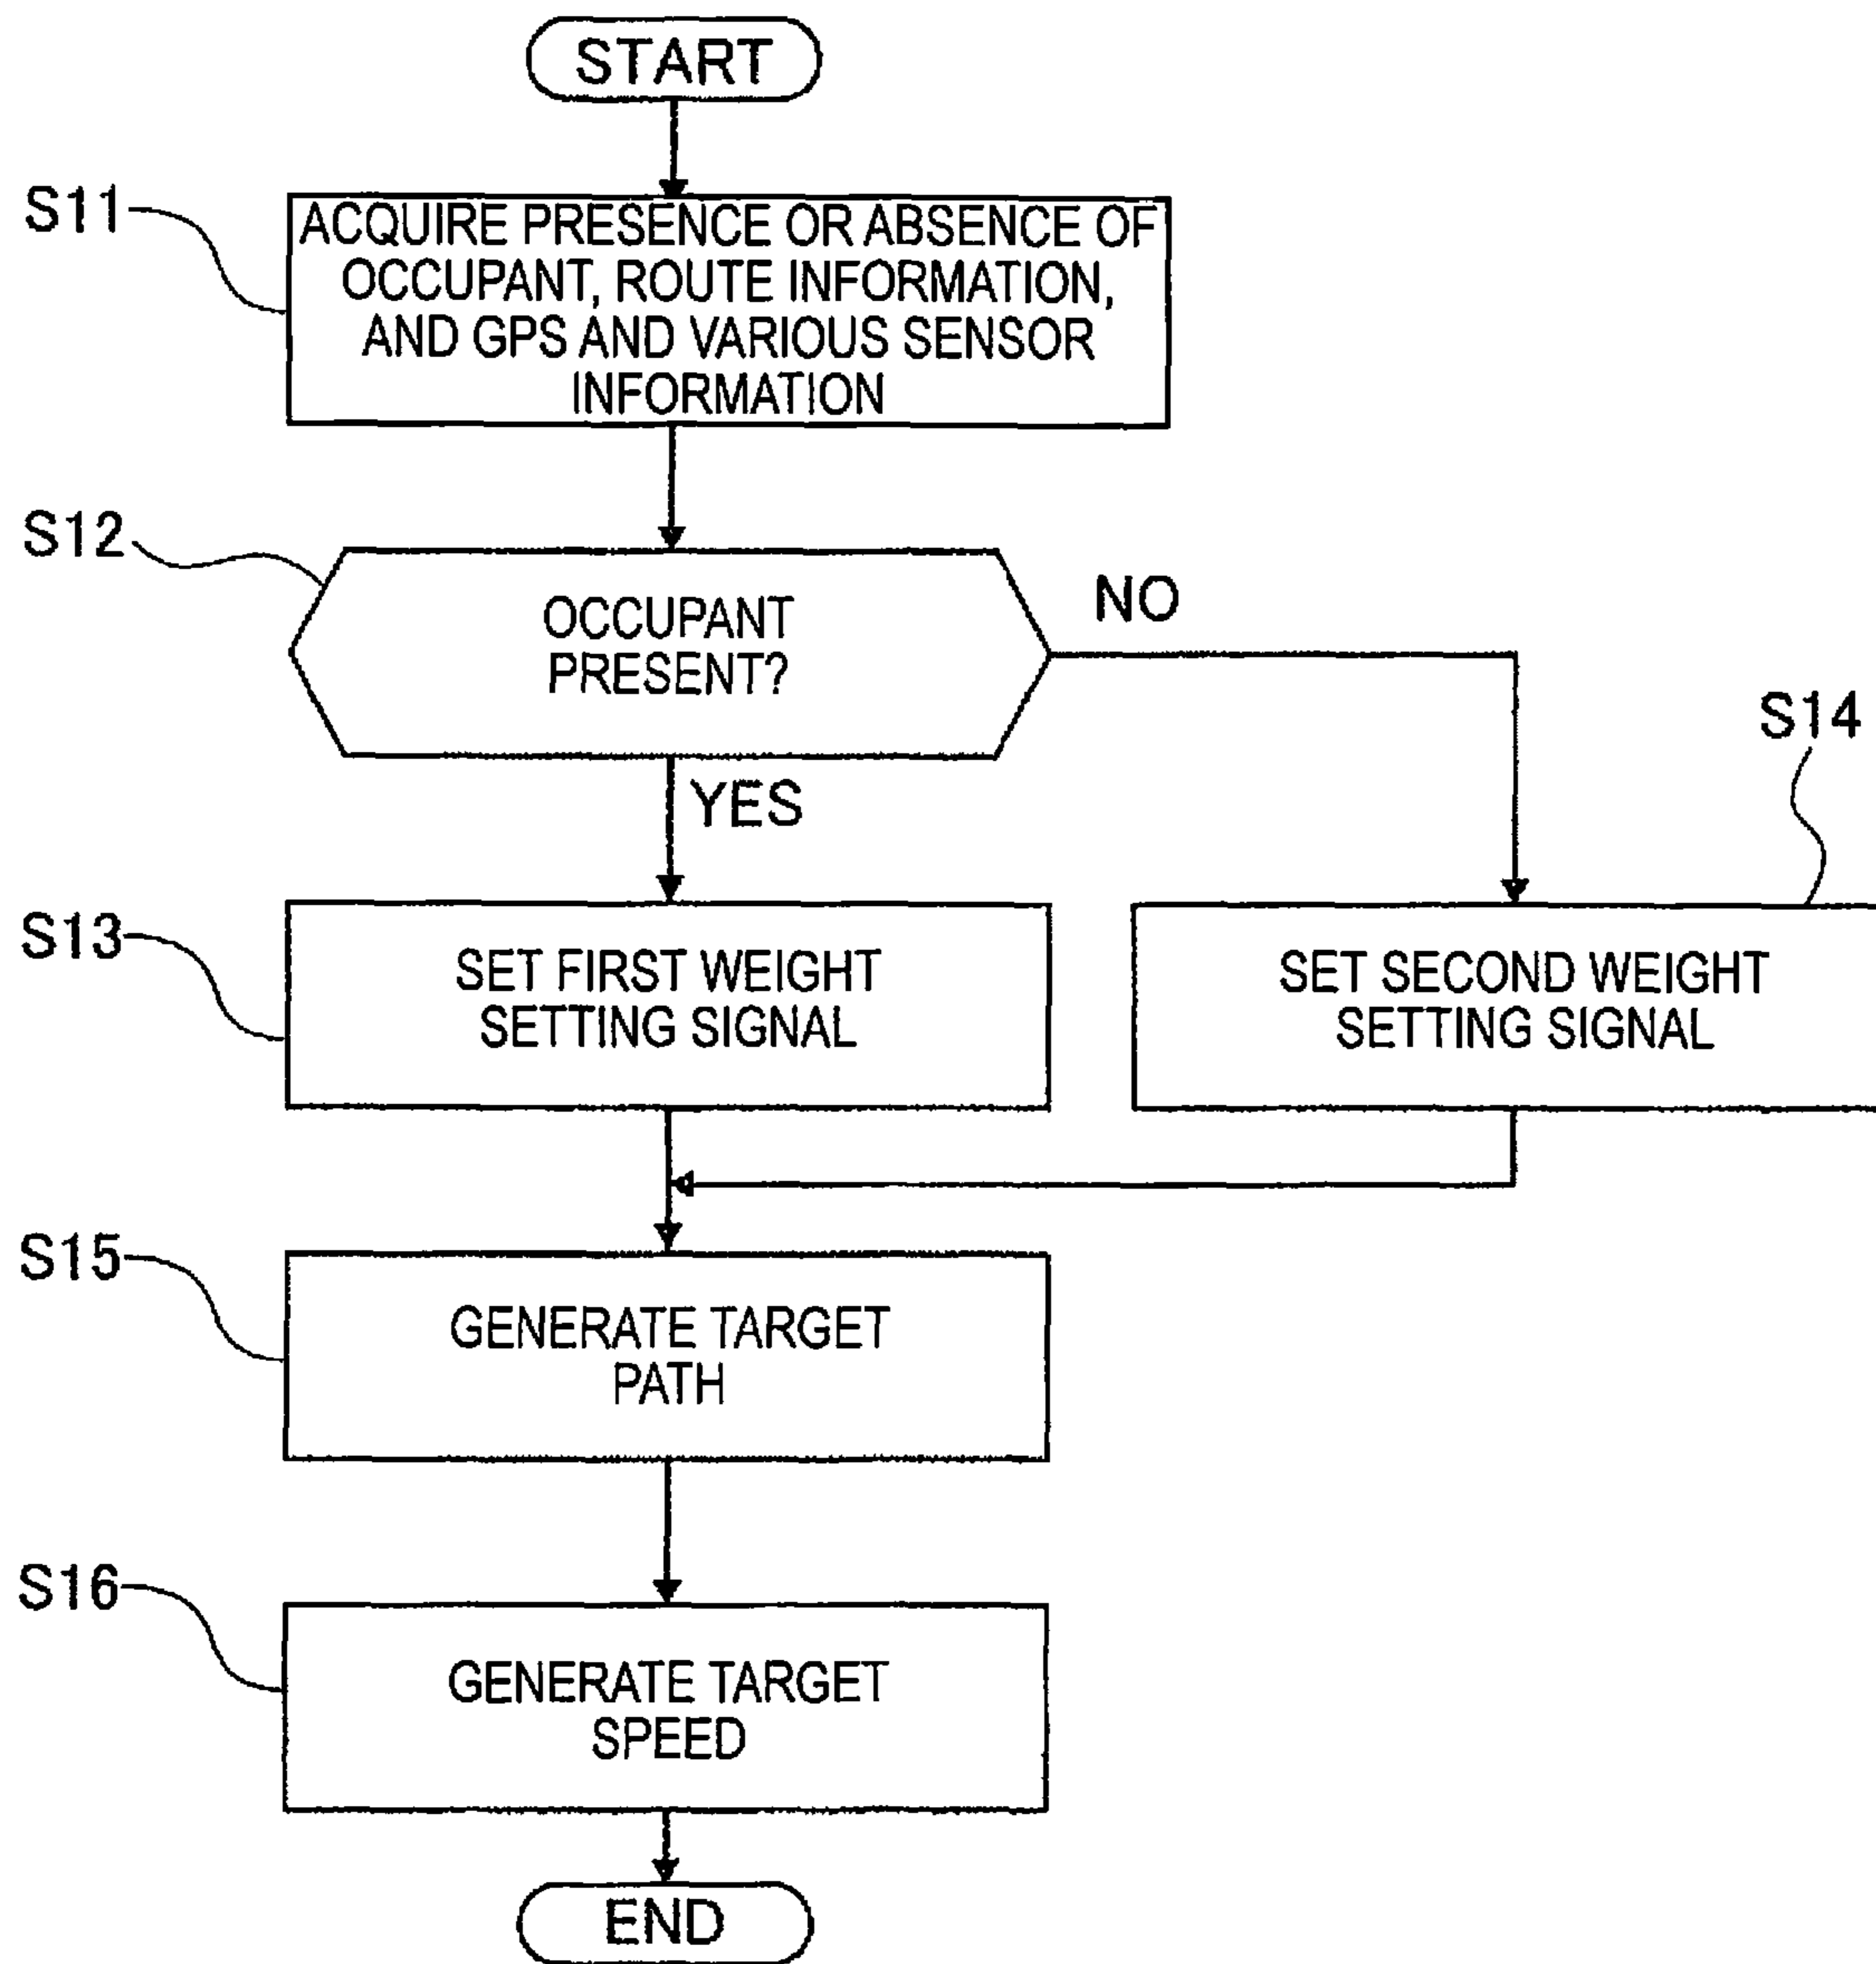 START
S11
ACQUIRE PRESENCE OR ABSENCE OF
OCCUPANT, ROUTE INFORMATION,
AND GPS AND VARIOUS SENSOR
INFORMATION
S12
OCCUPANT
PRESENT?
NO
YES
S13
SET FIRST WEIGHT
SETTING SIGNAL
S14
SET SECOND WEIGHT
SETTING SIGNAL
S15
GENERATE TARGET
PATH
S16
GENERATE TARGET
SPEED
END